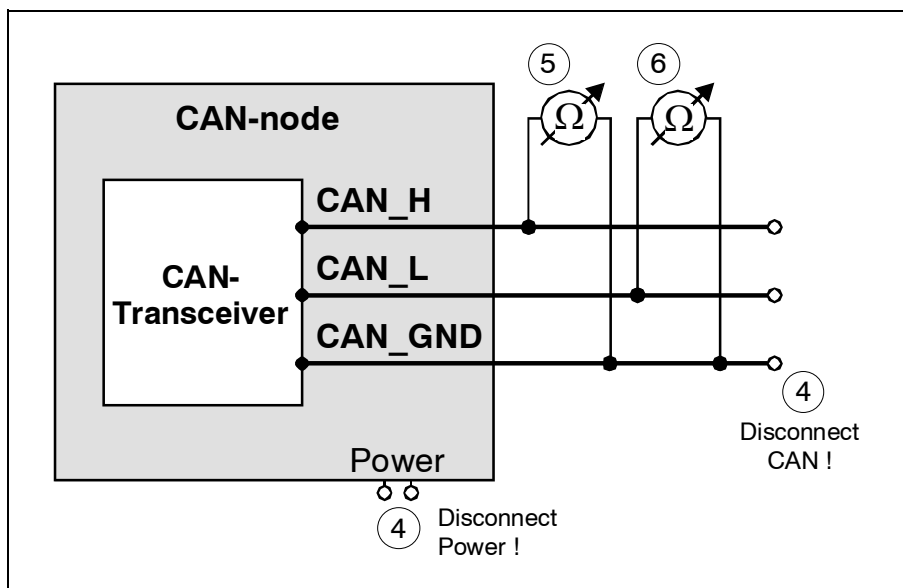 5
6
Ω
Ω
CAN-node
CAN_H
CAN-
Transceiver
CAN_L
CAN_GND
4
Disconnect
CAN !
Power
4
Disconnect
Power !